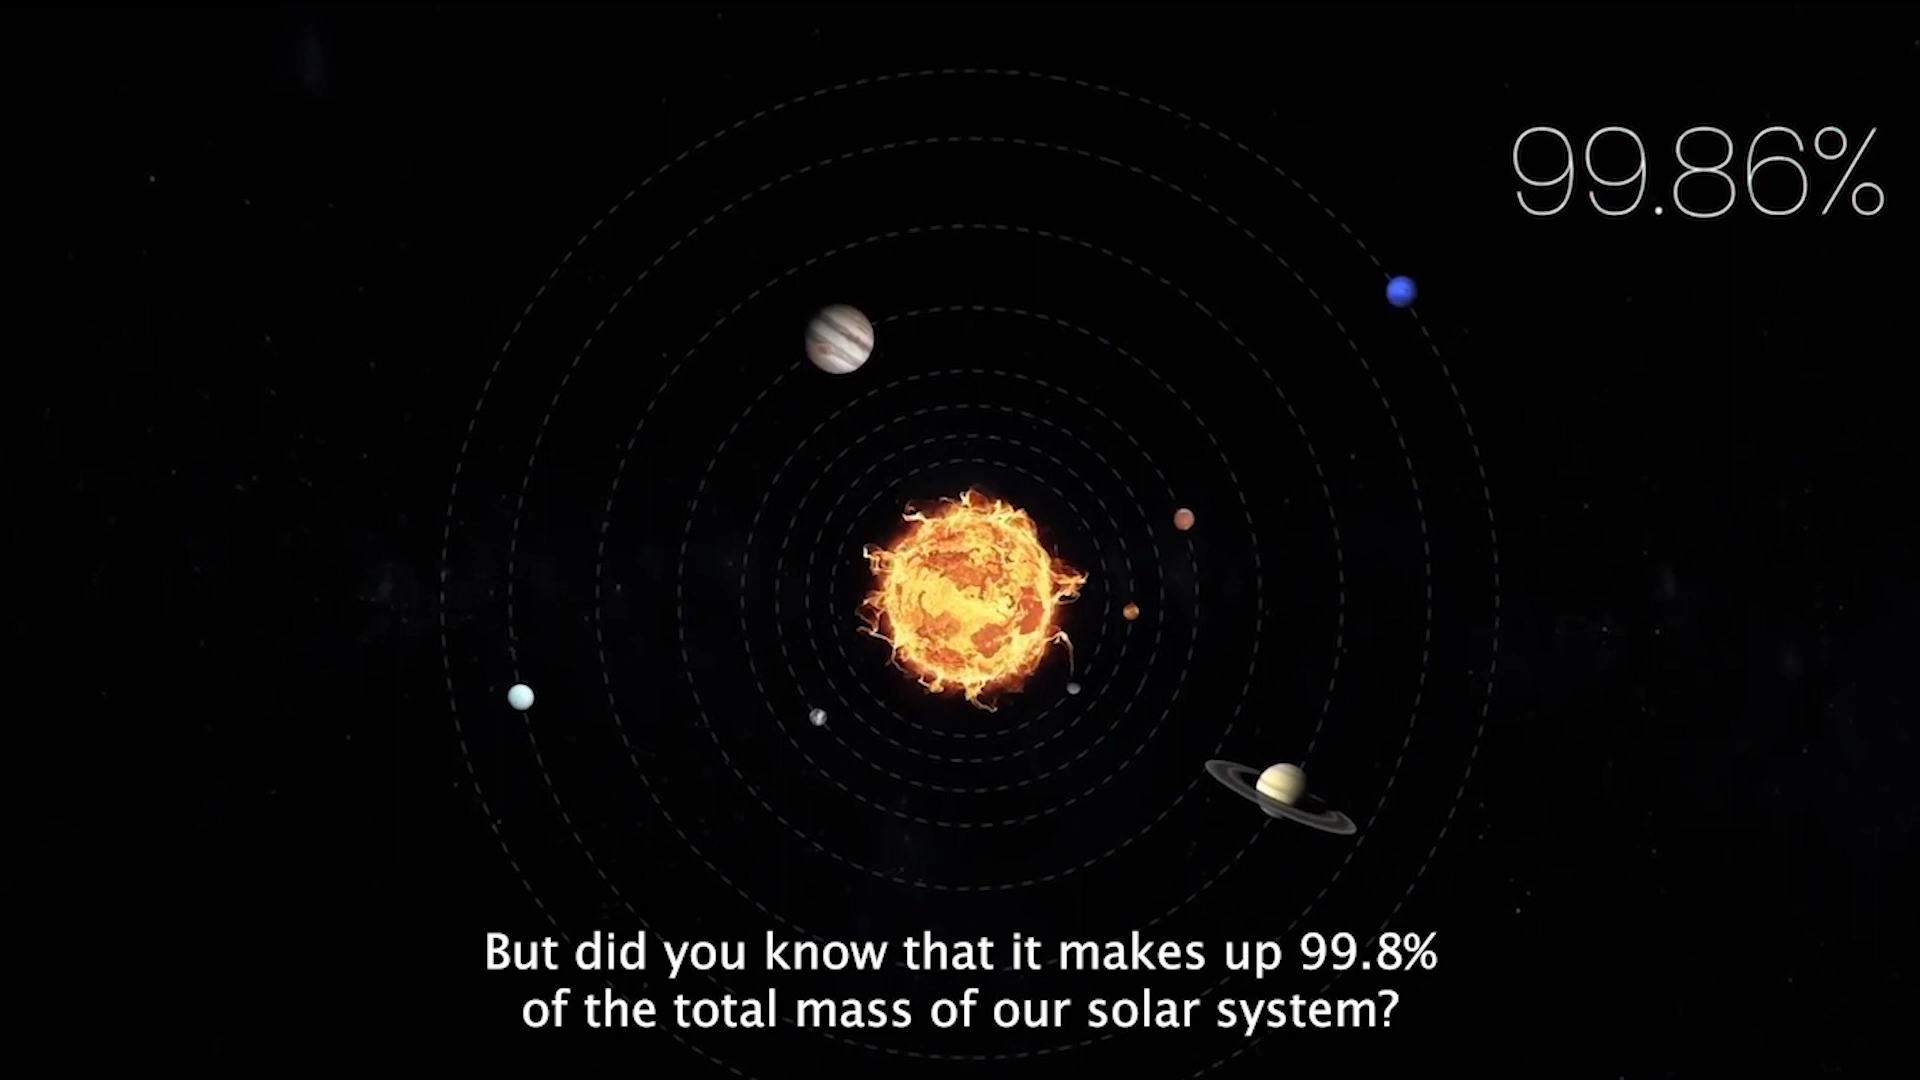 99.86%
But did you know that it makes up 99.8%
of the total mass of our solar system?